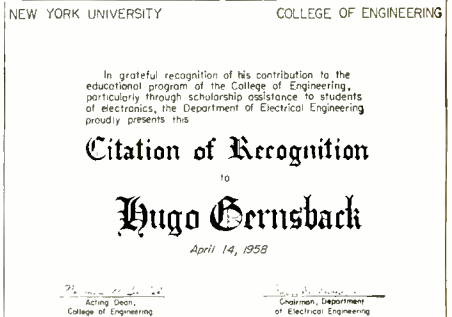 NEW YORK UNIVERSITY COLLEGE OF ENGINEERING
In grateful recognition of his contribution to the
educational program of the College of Engineering,
particularly through scholarship assistance to students
of electronics, the Department of Electrical Engineering
proudly presents this
Citation of Recognition
to
Hugo Gernsback
April 14, 1958
Acting Dean, Chairman, Department
College of Engineering of Electrical Engineering